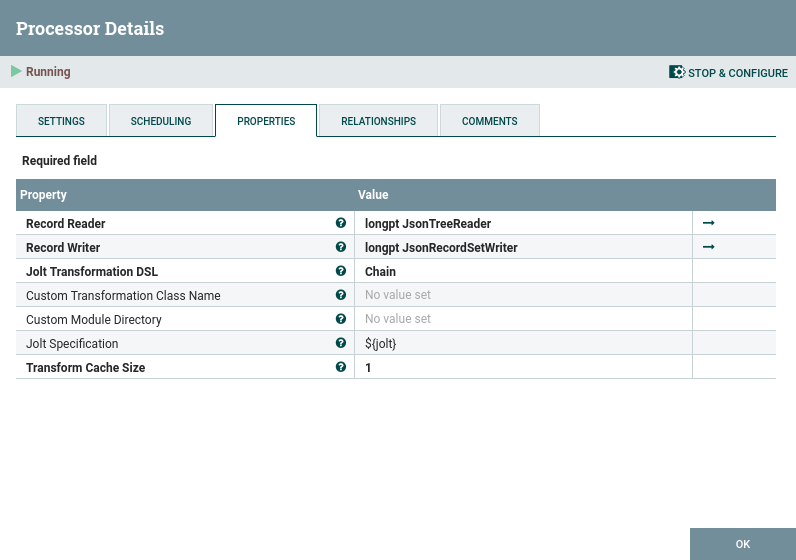 Processor Details
Running
STOP & CONFIGURE
SETTINGS SCHEDULING PROPERTIES RELATIONSHIPS COMMENTS
Required field
Property Value
Record Reader longpt JsonTreeReader
Record Writer longpt JsonRecordSetWriter
Jolt Transformation DSL Chain
Custom Transformation Class Name No value set
Custom Module Directory No value set
Jolt Specification ${jolt}
Transform Cache Size 1
OK